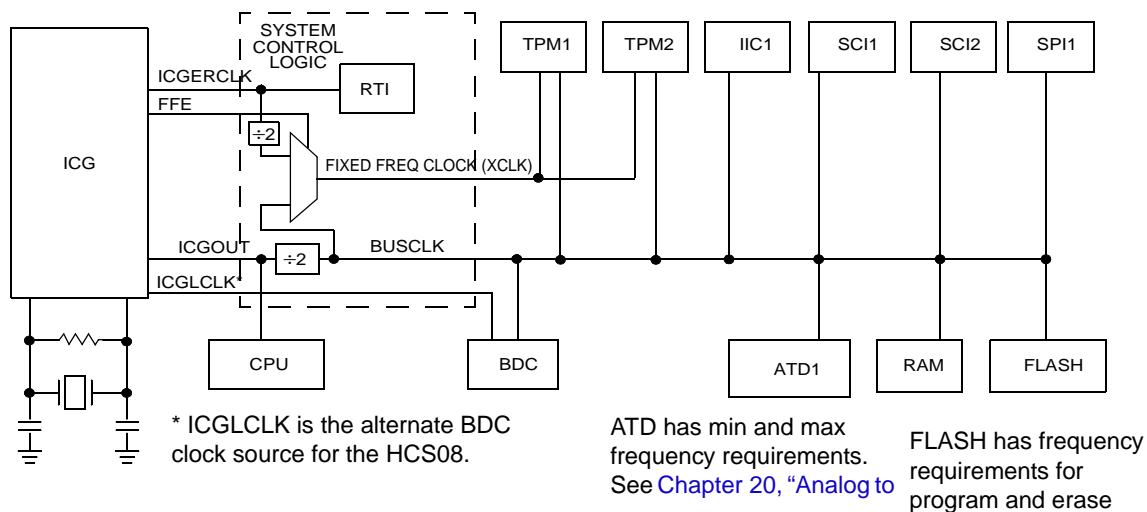 SYSTEM
CONTROL
LOGIC
TPM1
TPM2
IIC1
SCI1
SCI2
SPI1
ICGERCLK
RTI
FFE
÷2
ICG
FIXED FREQ CLOCK (XCLK)
ICGOUT
÷2
BUSCLK
ICGLCLK*
CPU
BDC
ATD1
RAM
FLASH
* ICGLCLK is the alternate BDC
clock source for the HCS08.
ATD has min and max
frequency requirements.
See Chapter 20, “Analog to
FLASH has frequency
requirements for
program and erase